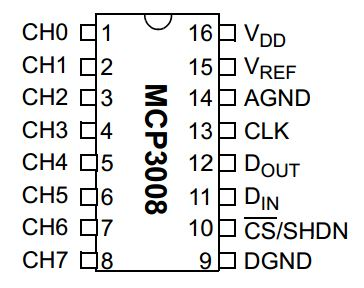 CH0 1 16 VDD
CH1 2 15 VREF
CH2 3 14 AGND
CH3 4 13 CLK
CH4 5 12 DOUT
CH5 6 11 DIN
CH6 7 10 CS/SHDN
CH7 8 9 DGND
MCP3008